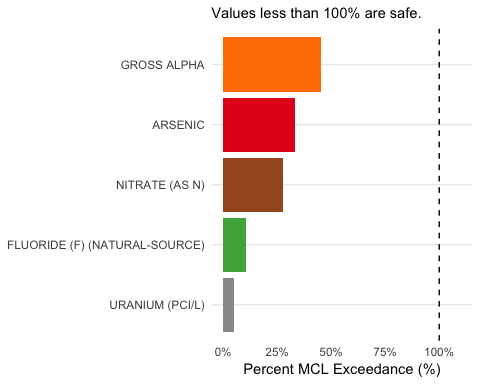 Values less than 100% are safe.
GROSS ALPHA
ARSENIC
NITRATE (AS N)
FLUORIDE (F) (NATURAL-SOURCE)
URANIUM (PCI/L)
0% 25% 50% 75% 100%
Percent MCL Exceedance (%)